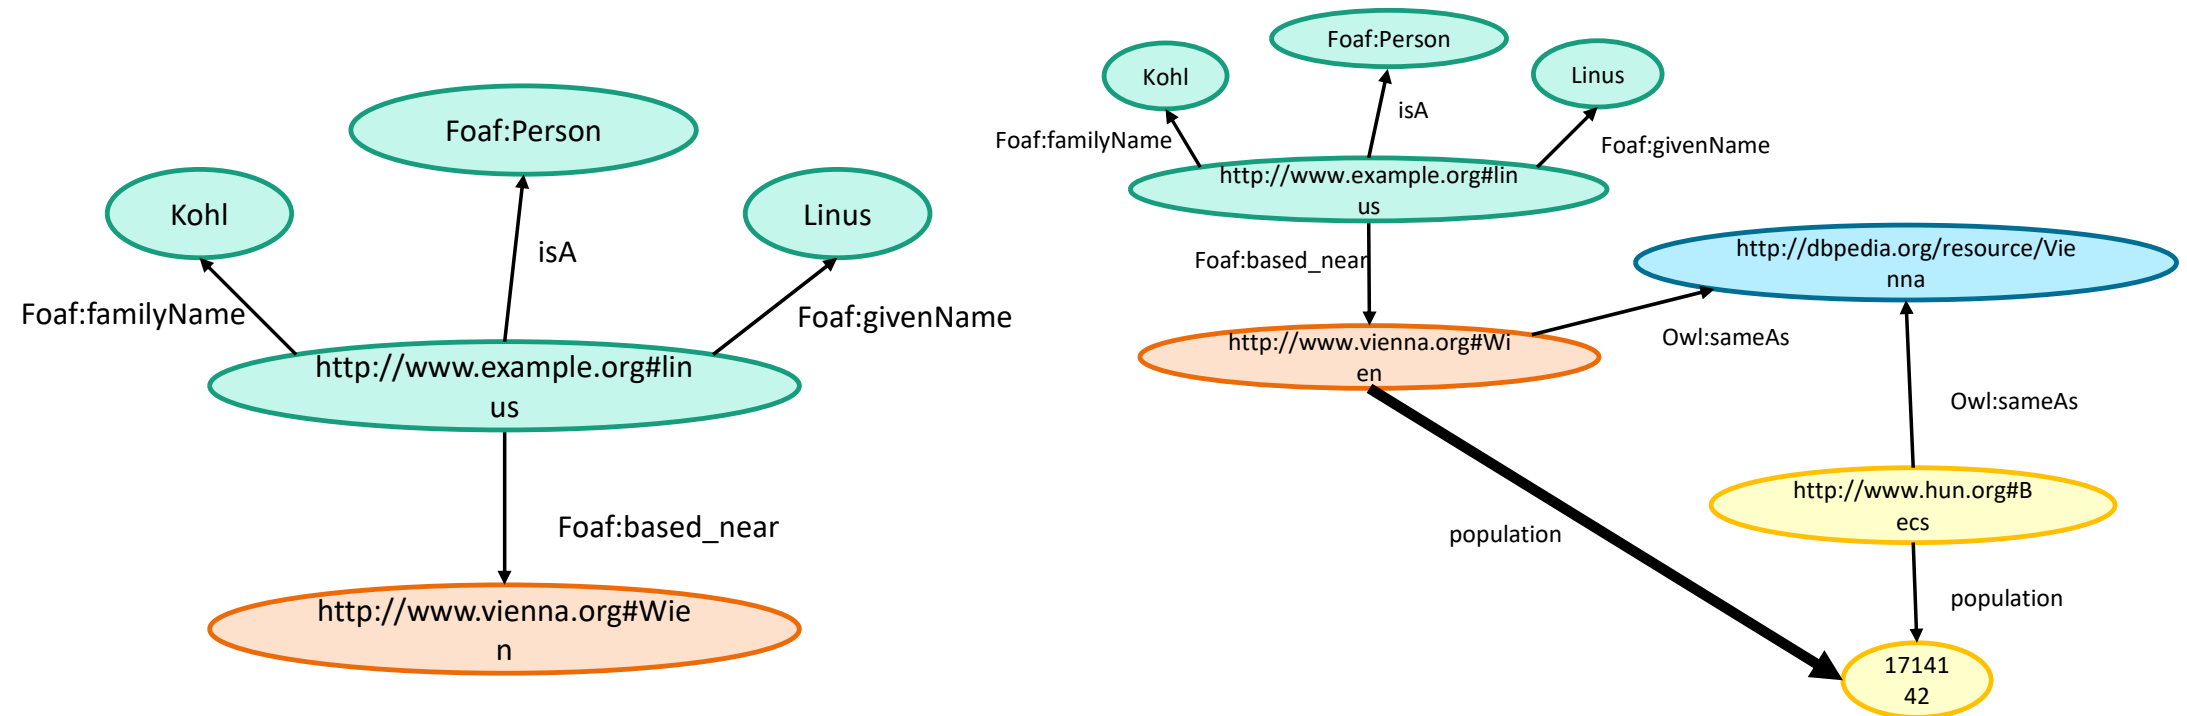 Foaf:Person
Kohl
Linus
isA
Foaf:familyName
Foaf:givenName
http://www.example.org#lin
us
Foaf:based_near
http://www.vienna.org#Wie
n
Foaf:Person
Kohl
Linus
isA
Foaf:familyName
Foaf:givenName
http://www.example.org#lin
us
Foaf:based_near
http://dbpedia.org/resource/Vie
nna
http://www.vienna.org#Wi
en
Owl:sameAs
Owl:sameAs
http://www.hun.org#B
ecs
population
population
17141
42